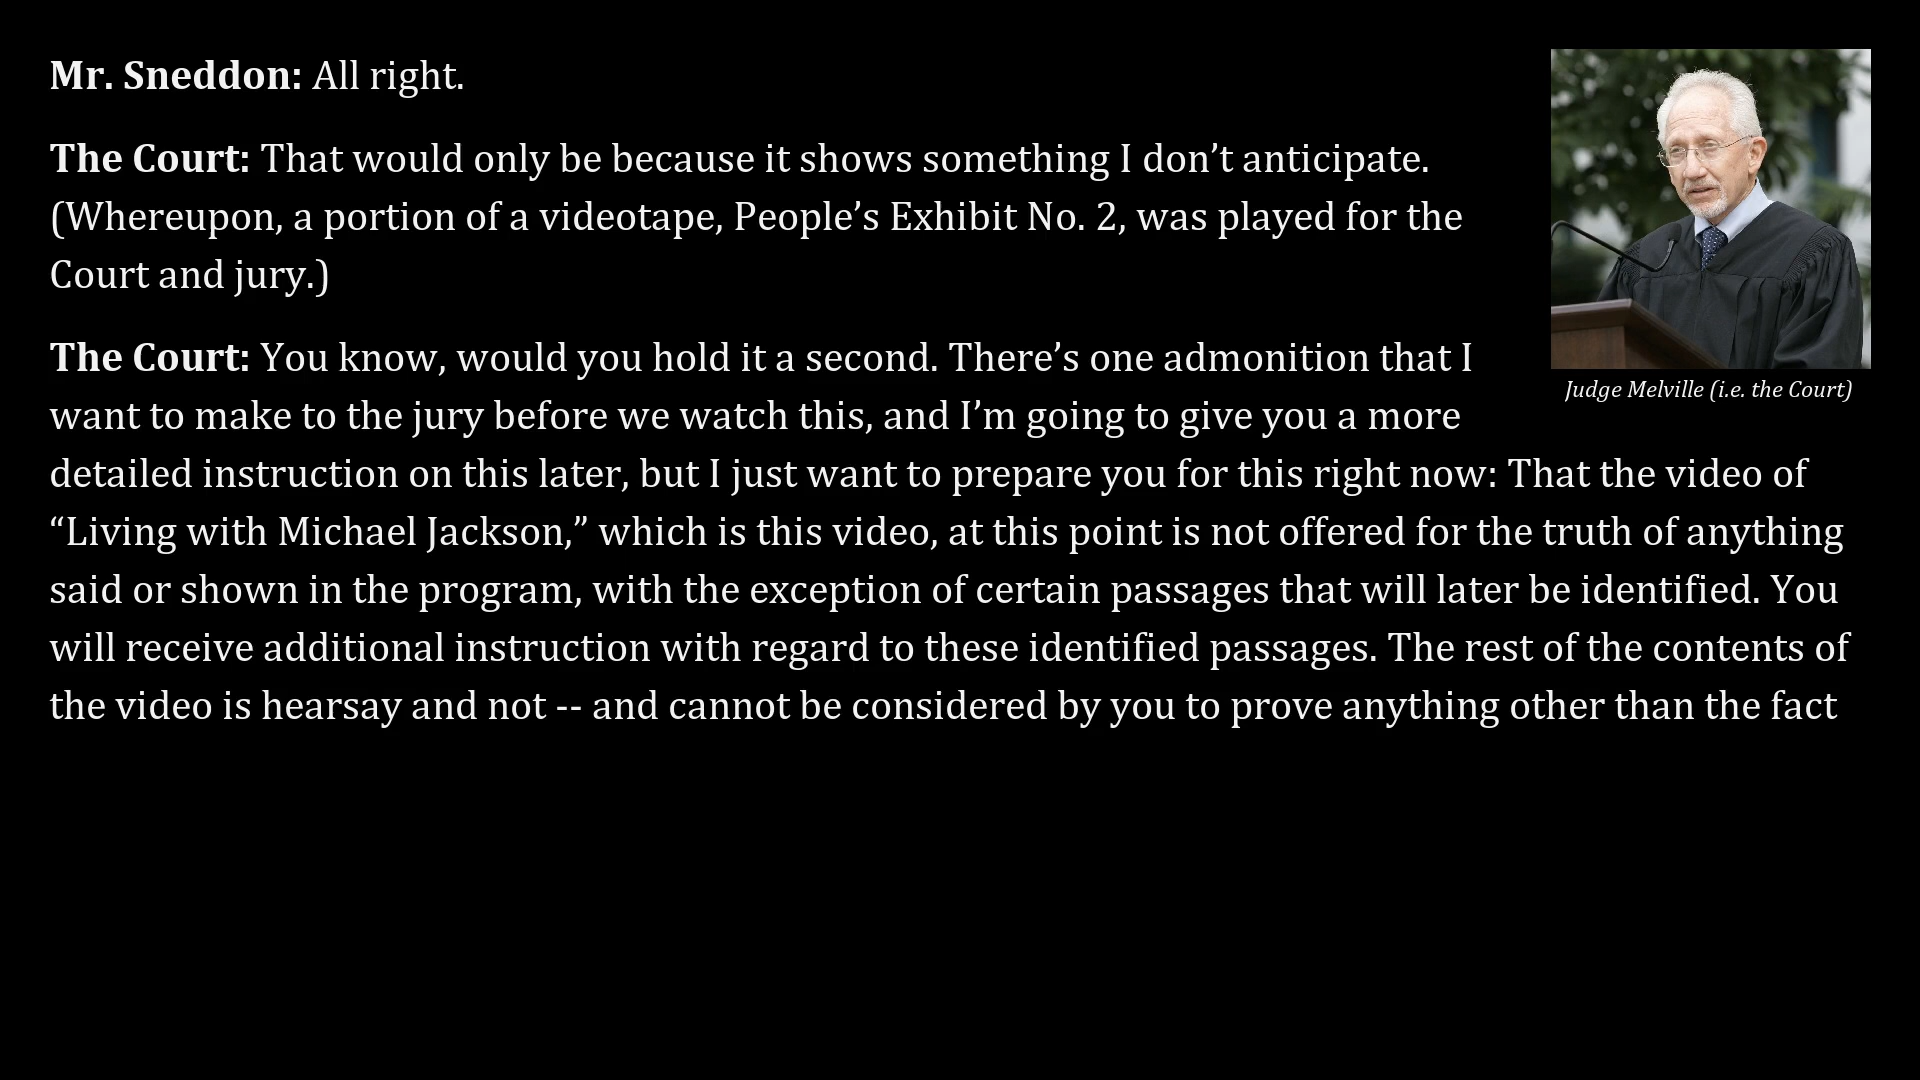 Mr. Sneddon: All right.
The Court: That would only be because it shows something I don’t anticipate.
(Whereupon, a portion of a videotape, People’s Exhibit No. 2, was played for the
Court and jury.)
The Court: You know, would you hold it a second. There’s one admonition that I
want to make to the jury before we watch this, and I’m going to give you a more
detailed instruction on this later, but I just want to prepare you for this right now: That the video of
“Living with Michael Jackson,” which is this video, at this point is not offered for the truth of anything
said or shown in the program, with the exception of certain passages that will later be identified. You
will receive additional instruction with regard to these identified passages. The rest of the contents of
the video is hearsay and not -- and cannot be considered by you to prove anything other than the fact
Judge Melville (i.e. the Court)